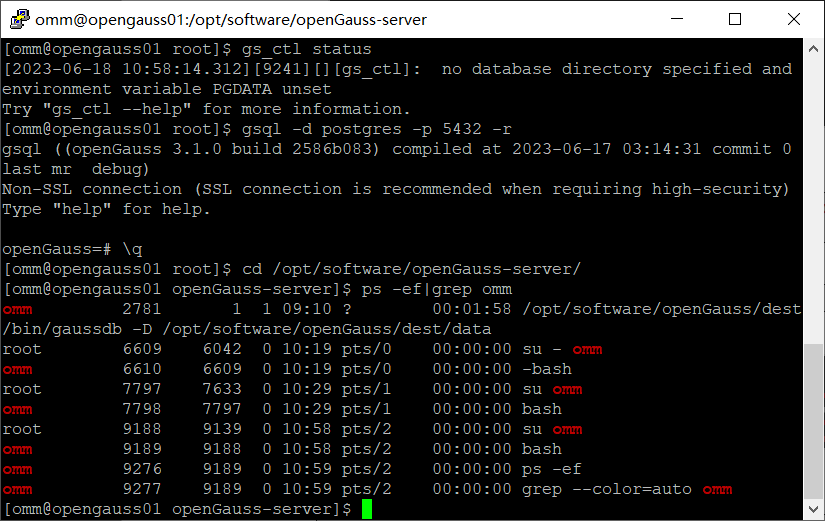 omm@opengauss01:/opt/software/openGauss-server
[omm@opengauss01 root]$ gs_ctl status
[2023-06-18 10:58:14.312][9241][][gs_ctl]:  no database directory specified and
environment variable PGDATA unset
Try "gs_ctl --help" for more information.
[omm@opengauss01 root]$ gsql -d postgres -p 5432 -r
gsql ((openGauss 3.1.0 build 2586b083) compiled at 2023-06-17 03:14:31 commit 0
last mr  debug)
Non-SSL connection (SSL connection is recommended when requiring high-security)
Type "help" for help.
openGauss=# \q
[omm@opengauss01 root]$ cd /opt/software/openGauss-server/
[omm@opengauss01 openGauss-server]$ ps -ef|grep omm
omm         2781       1  1 09:10 ?        00:01:58 /opt/software/openGauss/dest
/bin/gaussdb -D /opt/software/openGauss/dest/data
root        6609    6042  0 10:19 pts/0    00:00:00 su - omm
omm         6610    6609  0 10:19 pts/0    00:00:00 -bash
root        7797    7633  0 10:29 pts/1    00:00:00 su omm
omm         7798    7797  0 10:29 pts/1    00:00:00 bash
root        9188    9139  0 10:58 pts/2    00:00:00 su omm
omm         9189    9188  0 10:58 pts/2    00:00:00 bash
omm         9276    9189  0 10:59 pts/2    00:00:00 ps -ef
omm         9277    9189  0 10:59 pts/2    00:00:00 grep --color=auto omm
[omm@opengauss01 openGauss-server]$